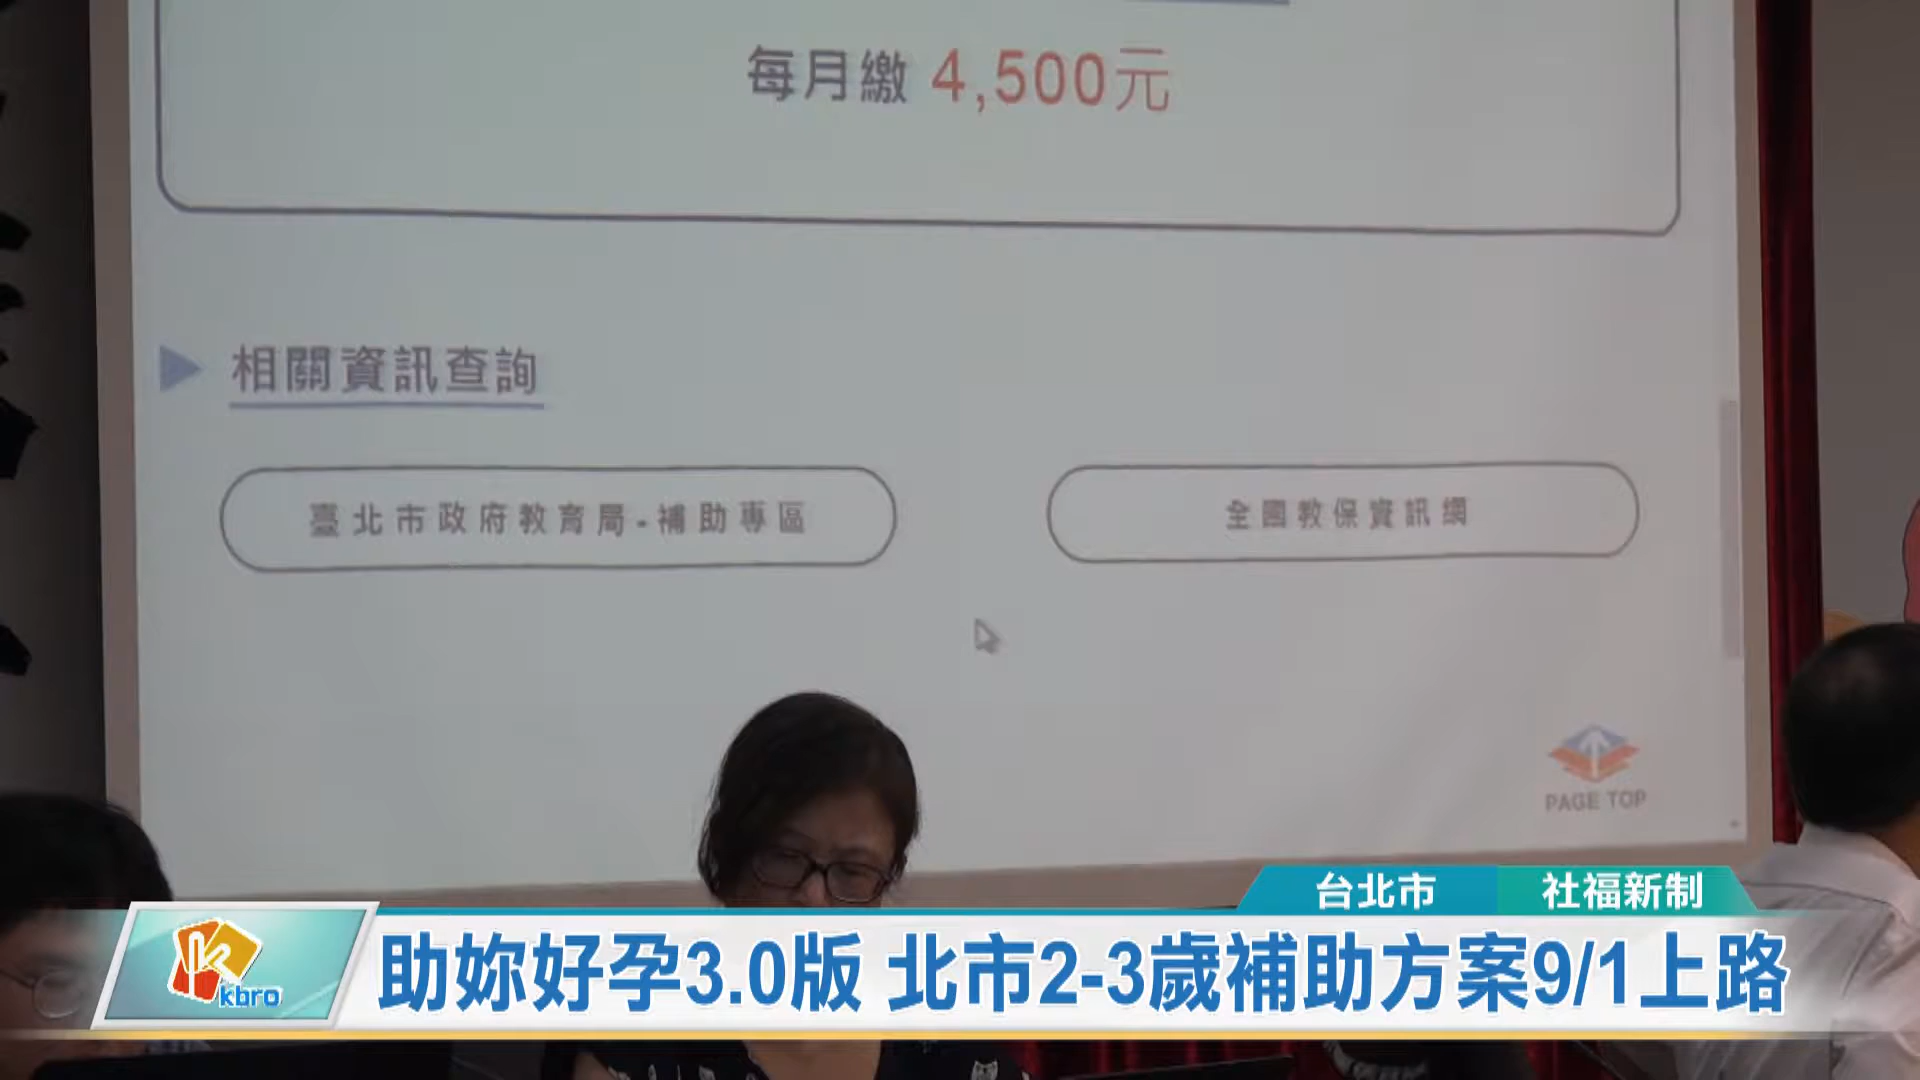 每月繳 4,500元
相關資訊查詢
臺北市政府教育局-補助專區
全國教保資訊網
PAGE TOP
台北市
社福新制
kbro
助妳好孕3.0版 北市2-3歲補助方案9/1上路